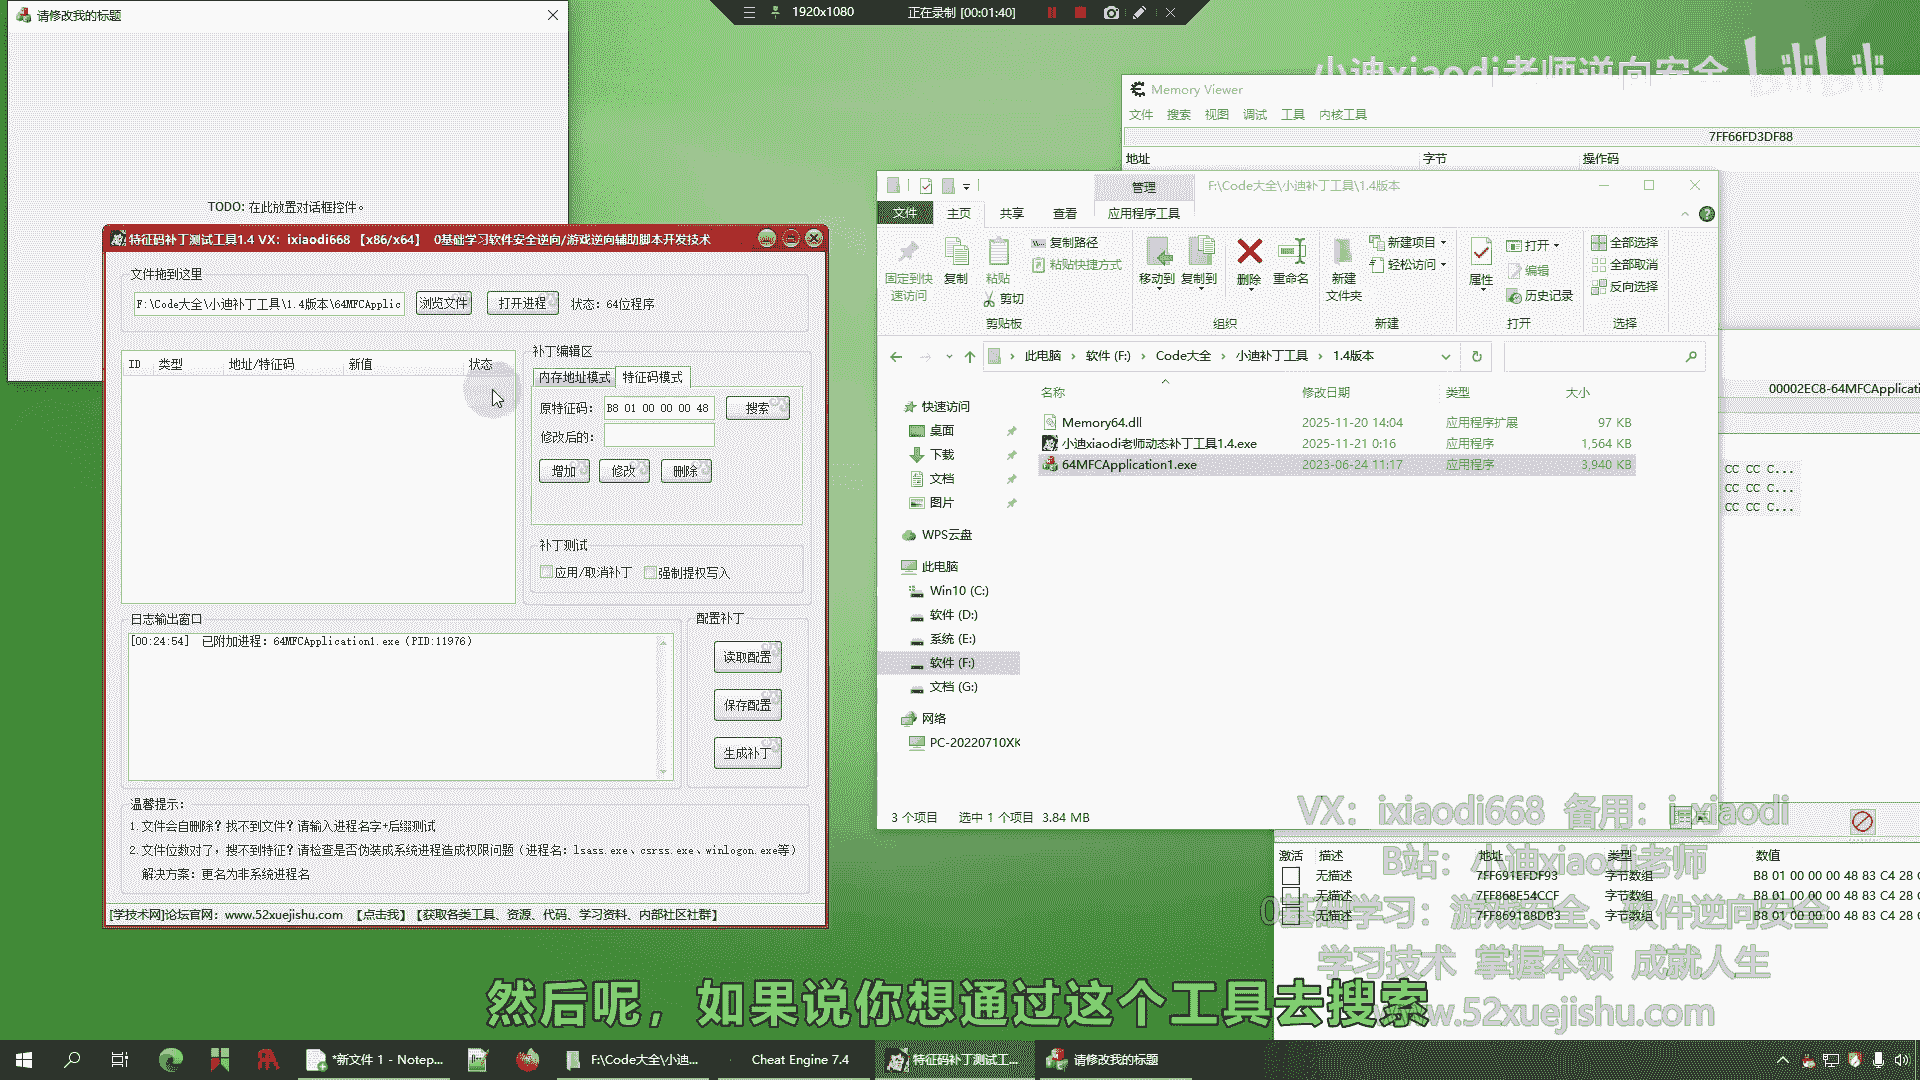 请修改我的标题
TODO: 在此放置对话框控件。
1920x1080
正在录制 [00:01:40]
小迪xiaodi老师逆向安全
bilibili
Memory Viewer
文件 搜索 视图 调试 工具 内核工具
7FF66FD3DF88
地址 字节 操作码
管理 F:\Code大全\小迪补丁工具\1.4版本
文件 主页 共享 查看 应用程序工具
固定到快速访问
复制
粘贴
复制路径
粘贴快捷方式
剪切
剪贴板
移动到 复制到 删除 重命名
组织
新建文件夹
新建项目
轻松访问
新建
属性
打开
编辑
历史记录
打开
全部选择
全部取消
反向选择
选择
此电脑 › 软件 (F:) › Code大全 › 小迪补丁工具 › 1.4版本
名称 修改日期 类型 大小
Memory64.dll 2025-11-20 14:04 应用程序扩展 97 KB
小迪xiaodi老师动态补丁工具1.4.exe 2025-11-21 0:16 应用程序 1,564 KB
64MFCApplication1.exe 2023-06-24 11:17 应用程序 3,940 KB
快速访问
桌面
下载
文档
图片
WPS云盘
此电脑
Win10 (C:)
软件 (D:)
系统 (E:)
软件 (F:)
文档 (G:)
网络
PC-20220710XK
3 个项目 选中 1 个项目 3.84 MB
00002EC8-64MFCApplicati
CC CC C...
CC CC C...
CC CC C...
特征码补丁测试工具1.4 VX：ixiaodi668 【x86/x64】 0基础学习软件安全逆向/游戏逆向辅助脚本开发技术
文件拖到这里
F:\Code大全\小迪补丁工具\1.4版本\64MFCApplic
浏览文件 打开进程 状态：64位程序
ID 类型 地址/特征码 新值 状态
补丁编辑区
内存地址模式 特征码模式
原特征码： B8 01 00 00 00 48 搜索
修改后的：
增加 修改 删除
补丁测试
应用/取消补丁 强制提权写入
日志输出窗口
[00:24:54] 已附加进程：64MFCApplication1.exe（PID:11976）
配置补丁
读取配置
保存配置
生成补丁
温馨提示：
1.文件会自删除？找不到文件？请输入进程名字+后缀测试
2.文件位数对了，搜不到特征？请检查是否伪装成系统进程造成权限问题（进程名：lsass.exe、csrss.exe、winlogon.exe等）
解决方案：更名为非系统进程名
[学技术网]论坛官网：www.52xuejishu.com 【点击我】【获取各类工具、资源、代码、学习资料、内部社区社群】
激活 描述 地址 类型 数值
无描述 7FF691EFDF93 字节数组 B8 01 00 00 00 48 83 C4 28
无描述 7FF868E54CCF 字节数组 B8 01 00 00 00 48 83 C4 28
无描述 7FF869188DB3 字节数组 B8 01 00 00 00 48 83 C4 28
VX：ixiaodi668 备用：i_xiaodi
B站：小迪xiaodi老师
0基础学习：游戏安全、软件逆向安全
学习技术 掌握本领 成就人生
www.52xuejishu.com
然后呢，如果说你想通过这个工具去搜索
*新文件 1 - Notep...
F:\Code大全\小迪...
Cheat Engine 7.4
特征码补丁测试工...
请修改我的标题